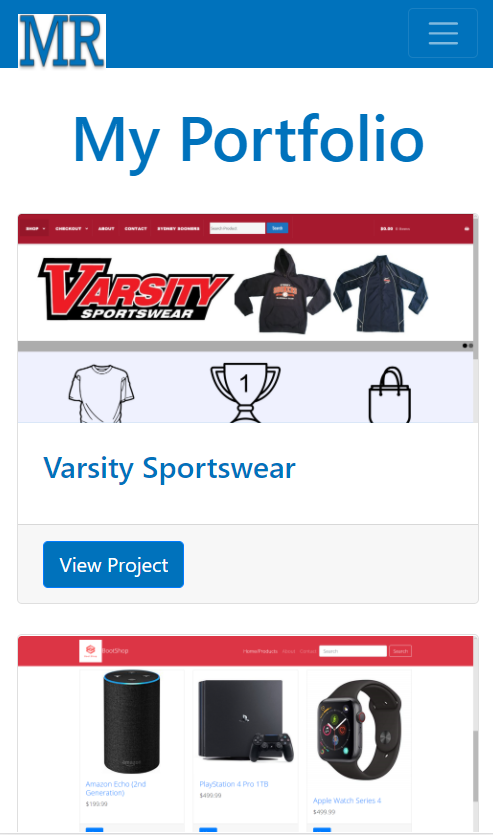 MR
My Portfolio
SHOP CHECKOUT ABOUT CONTACT SYDNEY BOOMERS Search Product Search $0.00 0 items
VARSITY
SPORTSWEAR
1
Varsity Sportswear
View Project
BootShop Home/Products About Contact Search Search
Amazon Echo (2nd
Generation)
$189.99
PlayStation 4 Pro 1TB
$499.99
Apple Watch Series 4
$499.99